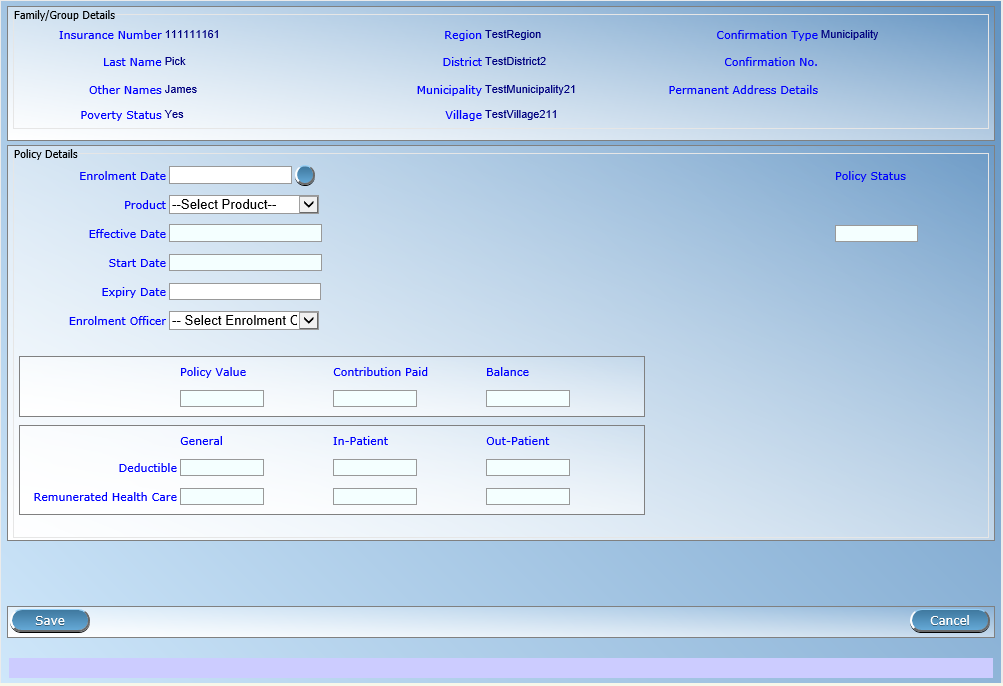 Family/Group Details
Insurance Number 111111161 Region TestRegion Confirmation Type Municipality
Last Name Pick District TestDistrict2 Confirmation No.
Other Names James Municipality TestMunicipality21 Permanent Address Details
Poverty Status Yes Village TestVillage211
Policy Details
Enrolment Date Policy Status
Product --Select Product--
Effective Date
Start Date
Expiry Date
Enrolment Officer -- Select Enrolment O
Policy Value Contribution Paid Balance
General In-Patient Out-Patient
Deductible
Remunerated Health Care
Save Cancel